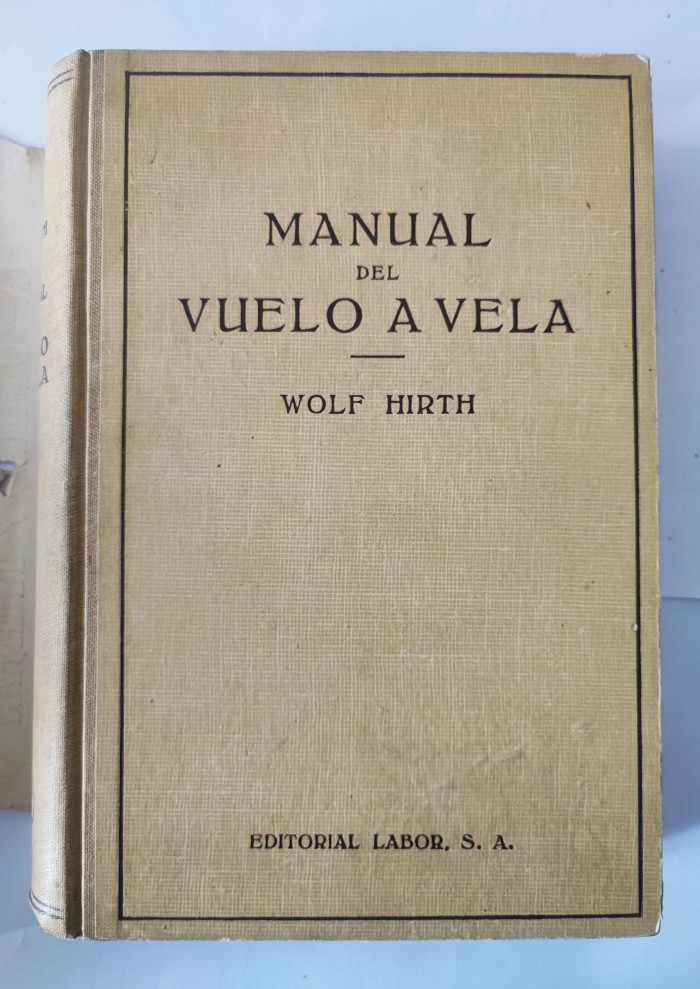 MANUAL
DEL
VUELO A VELA
WOLF HIRTH
EDITORIAL LABOR, S. A.